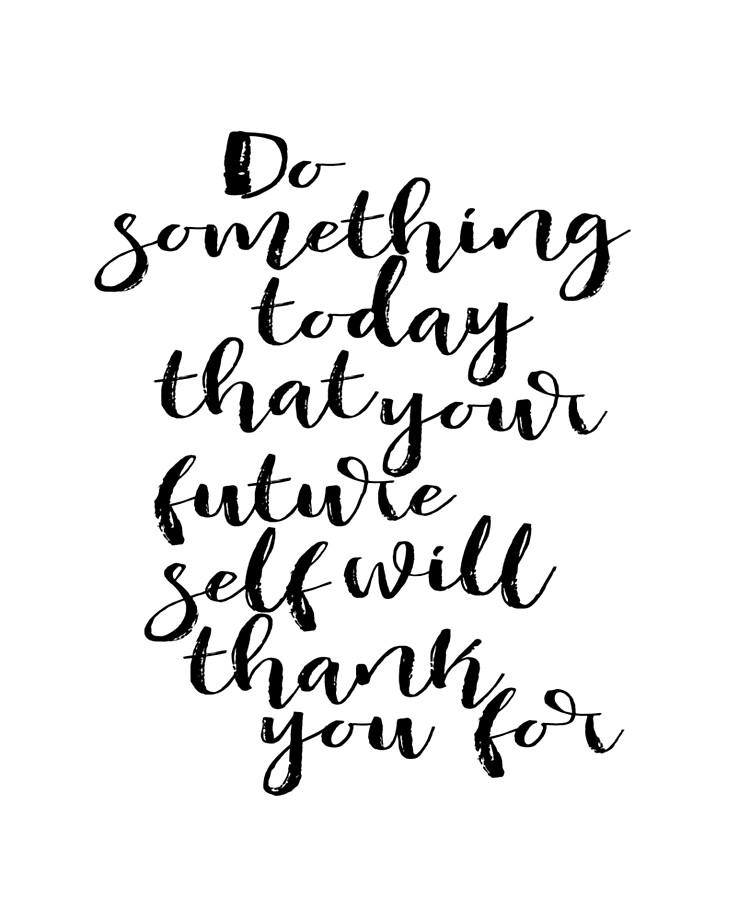 Do
something
today
that your
future
self will
thank
you for